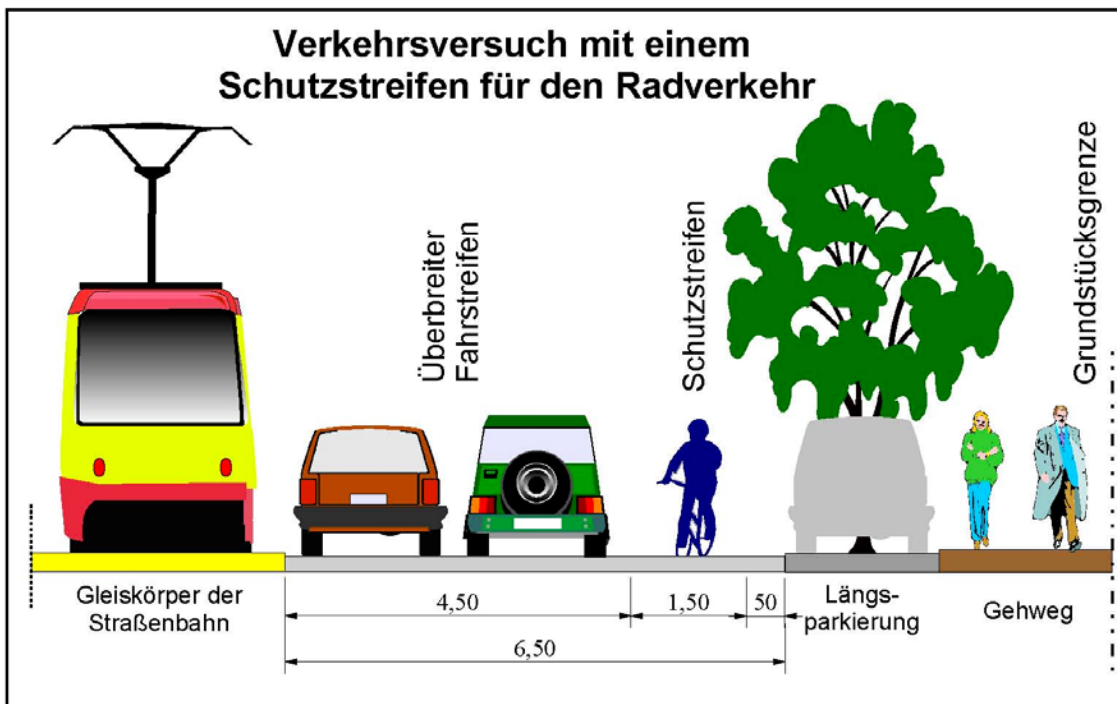 Verkehrsversuch mit einem
Schutzstreifen für den Radverkehr
Überbreiter
Fahrstreifen
Schutzstreifen
Grundstücksgrenze
Gleiskörper der
Straßenbahn
4,50
1,50
50
6,50
Längs-
parkierung
Gehweg